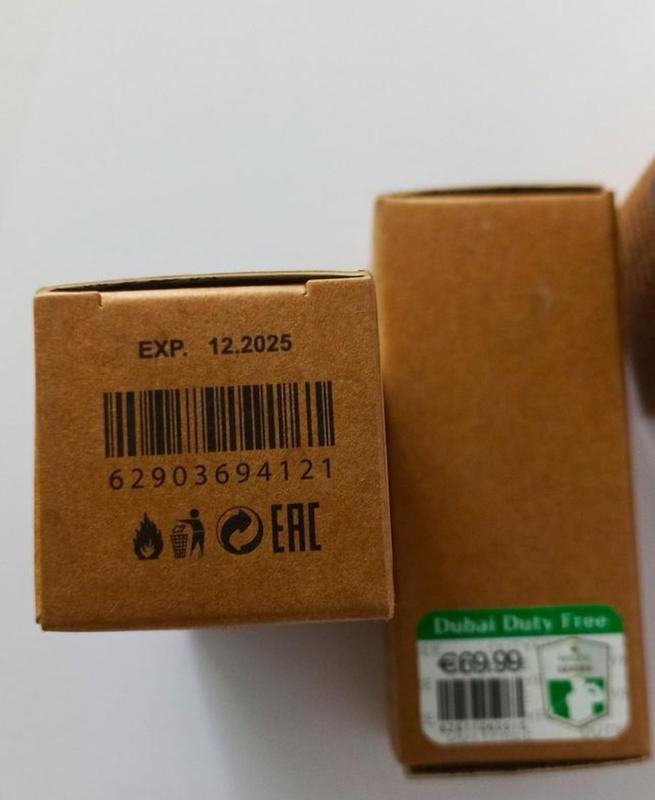 EXP. 12.2025
62903694121
EAC
Dubai Duty Free
€69.99